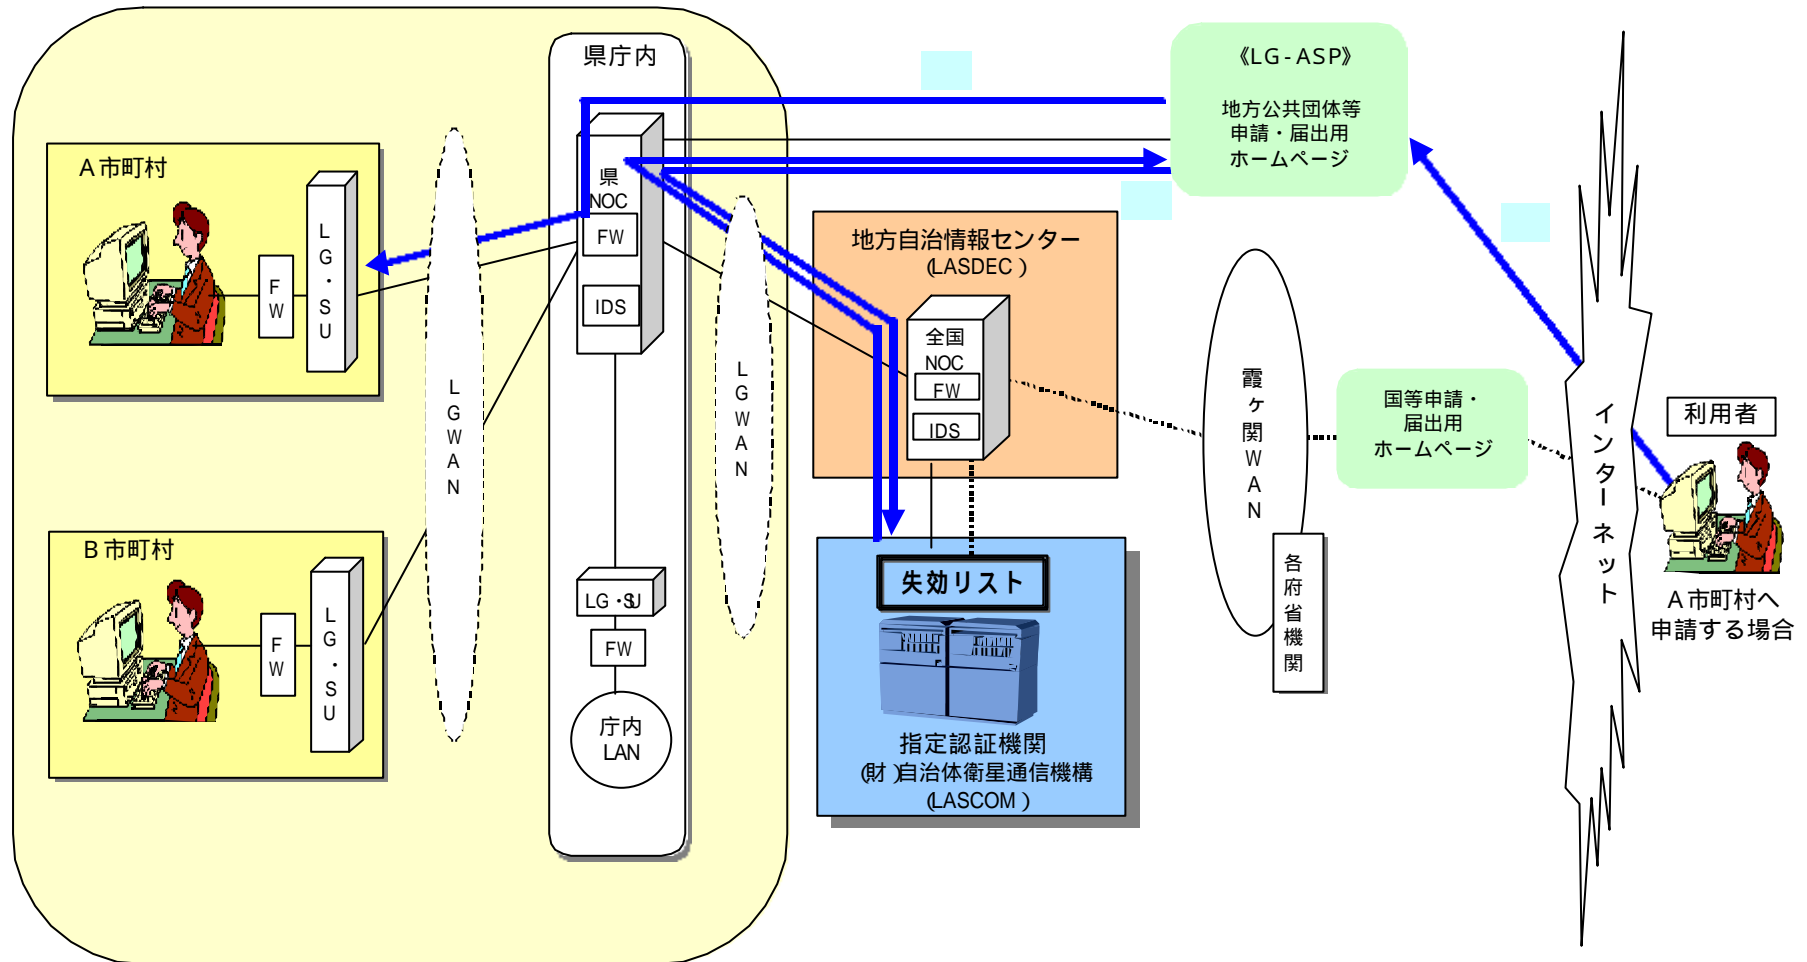 県庁内
《LG-ASP》
地方公共団体等
申請・届出用
ホームページ
A市町村
LG・SU
FW
県
NOC
FW
IDS
LGWAN
LGWAN
地方自治情報センター
(LASDEC)
全国
NOC
FW
IDS
霞ヶ関WAN
各府省機関
国等申請・
届出用
ホームページ
インターネット
利用者
A市町村へ
申請する場合
B市町村
LG・SU
FW
LG・SU
FW
庁内
LAN
失効リスト
指定認証機関
(財)自治体衛星通信機構
(LASCOM)